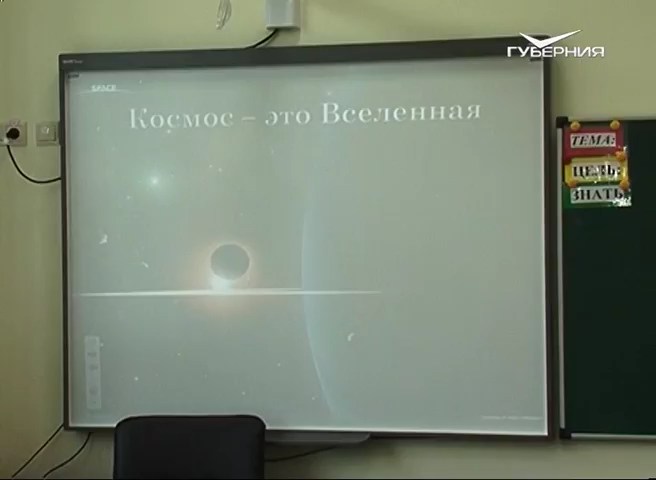 ГУБЕРНИЯ
SPACE
Космос – это Вселенная
ТЕМА:
ЦЕЛЬ:
ЗНАТЬ